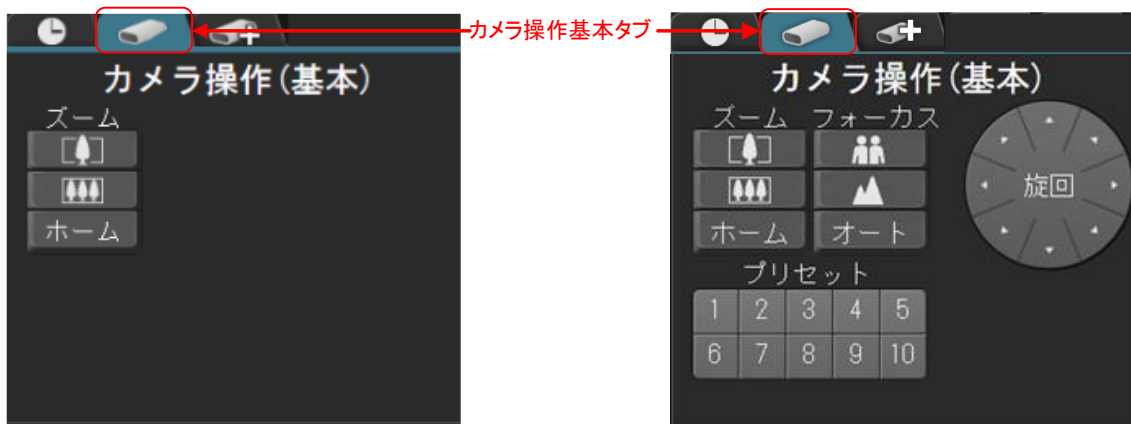 カメラ操作基本タブ
カメラ操作(基本)
ズーム
ホーム
カメラ操作(基本)
ズーム フォーカス
旋回
ホーム オート
プリセット
1 2 3 4 5
6 7 8 9 10